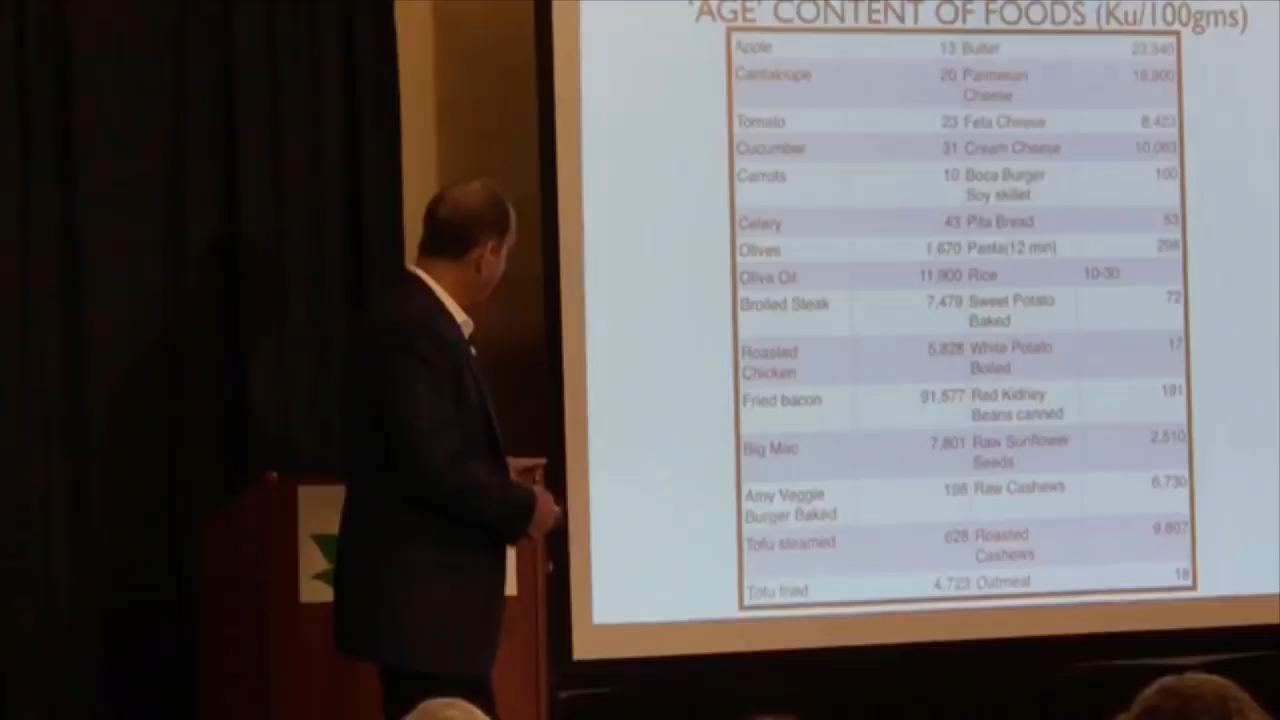 'AGE' CONTENT OF FOODS (Ku/100gms)
Apple 13 Butter 23,340
Cantaloupe 20 Parmesan 16,900
Cheese
Tomato 23 Feta Cheese 8,423
Cucumber 31 Cream Cheese 10,083
Carrots 10 Boca Burger 100
Soy skillet
Celery 43 Pita Bread 53
Olives 1,670 Pasta(12 min)
Olive Oil 11,900 Rice 10-30
Broiled Steak 7,479 Sweet Potato 72
Baked
Roasted 5,828 White Potato 17
Chicken Boiled
Fried bacon 91,577 Red Kidney 191
Beans canned
Big Mac 7,801 Raw Sunflower 2,510
Seeds
Amy Veggie 198 Raw Cashews 6,730
Burger Baked
Tofu steamed 628 Roasted 9,807
Cashews
Tofu fried 4,723 Oatmeal 18